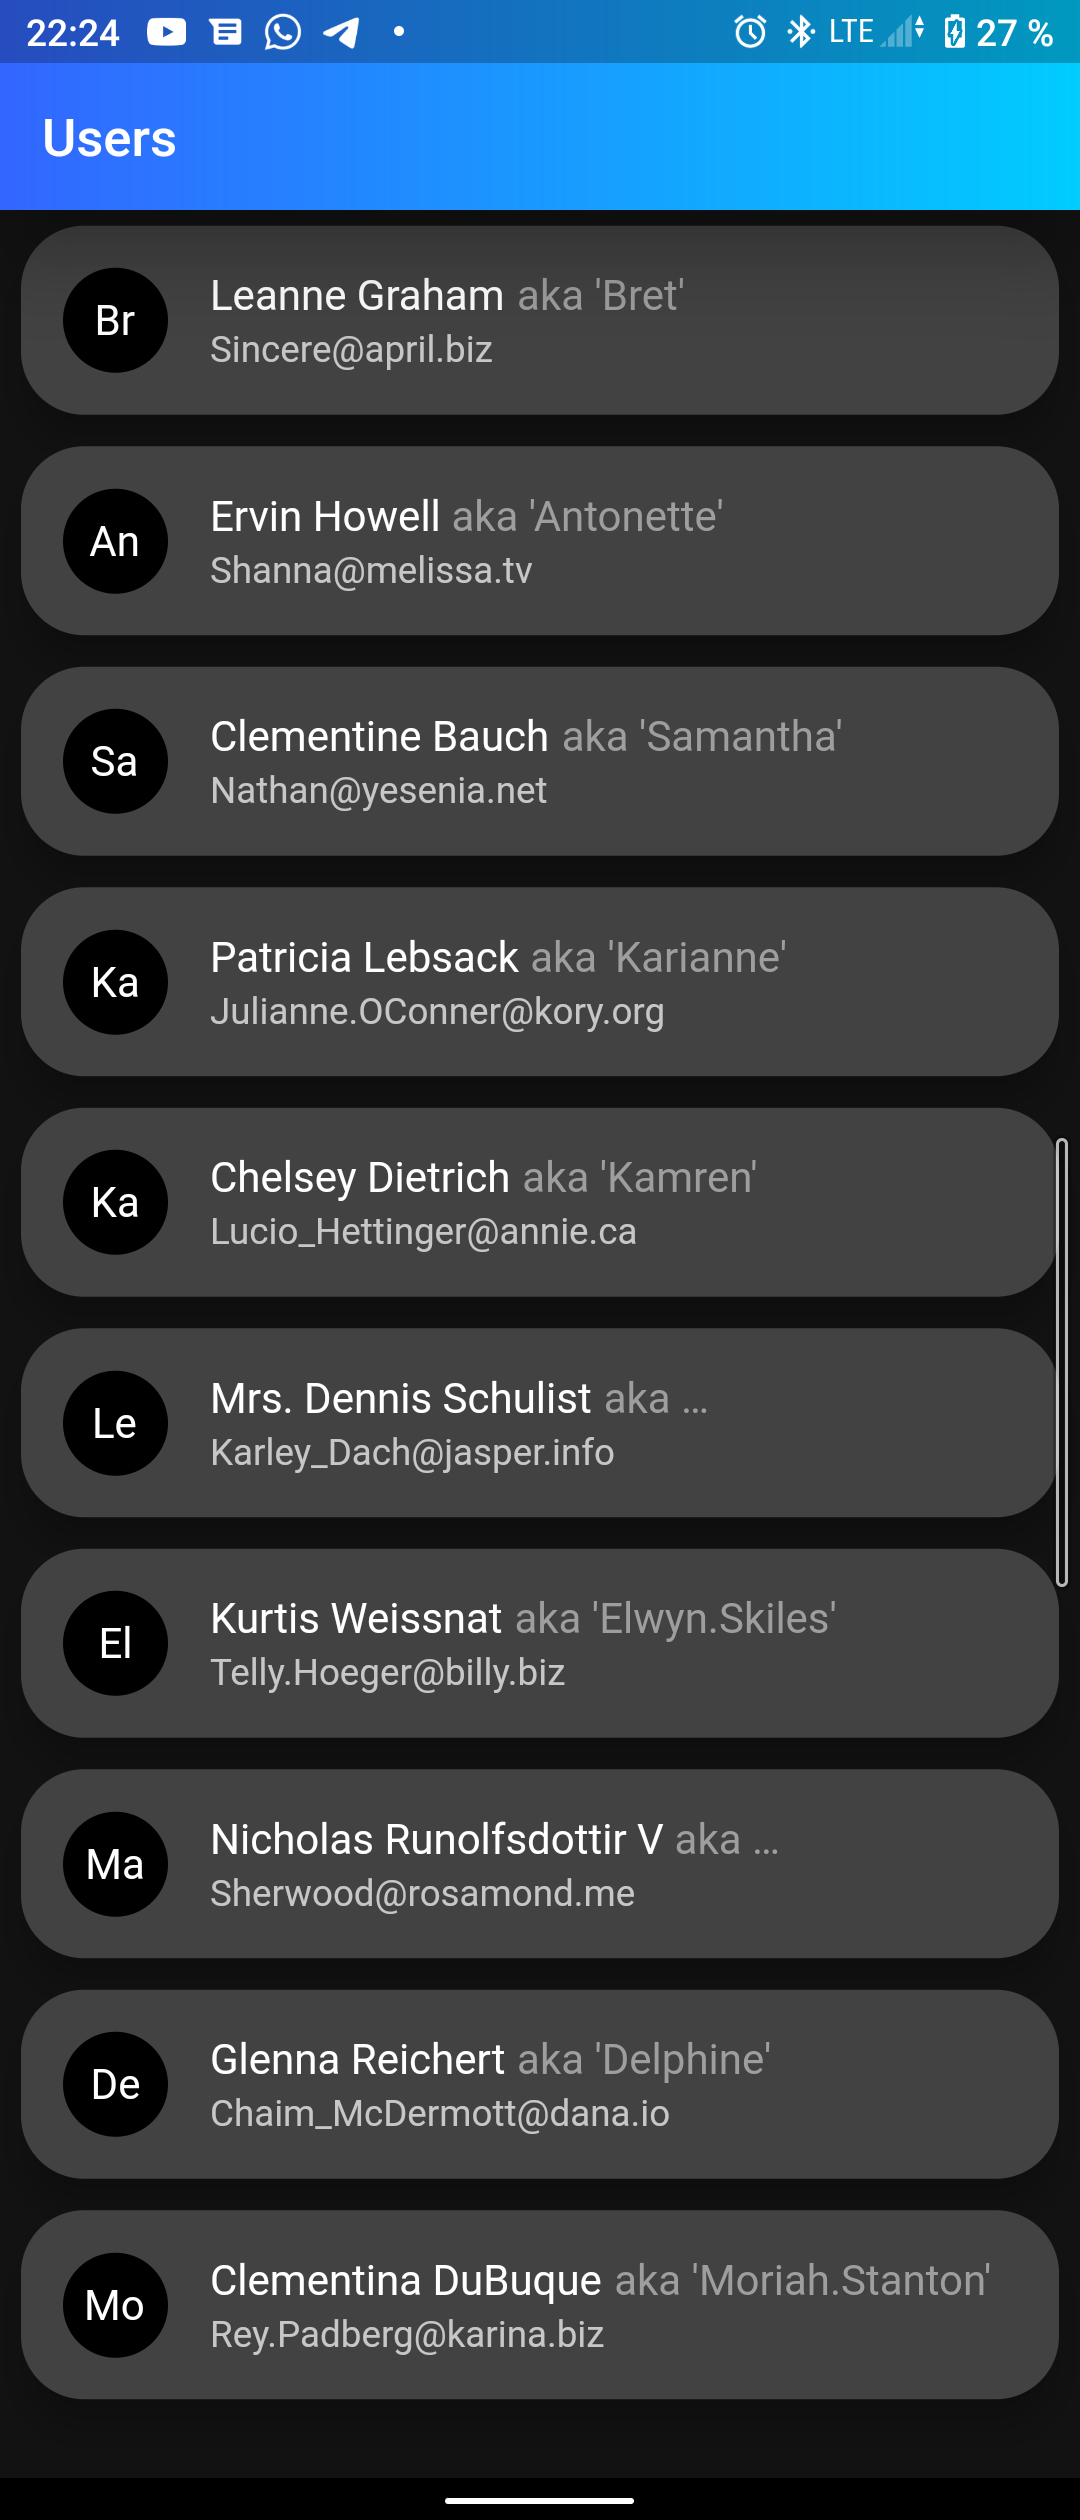 22:24 LTE 27 %
Users
Br
Leanne Graham aka 'Bret'
Sincere@april.biz
An
Ervin Howell aka 'Antonette'
Shanna@melissa.tv
Sa
Clementine Bauch aka 'Samantha'
Nathan@yesenia.net
Ka
Patricia Lebsack aka 'Karianne'
Julianne.OConner@kory.org
Ka
Chelsey Dietrich aka 'Kamren'
Lucio_Hettinger@annie.ca
Le
Mrs. Dennis Schulist aka ...
Karley_Dach@jasper.info
El
Kurtis Weissnat aka 'Elwyn.Skiles'
Telly.Hoeger@billy.biz
Ma
Nicholas Runolfsdottir V aka ...
Sherwood@rosamond.me
De
Glenna Reichert aka 'Delphine'
Chaim_McDermott@dana.io
Mo
Clementina DuBuque aka 'Moriah.Stanton'
Rey.Padberg@karina.biz